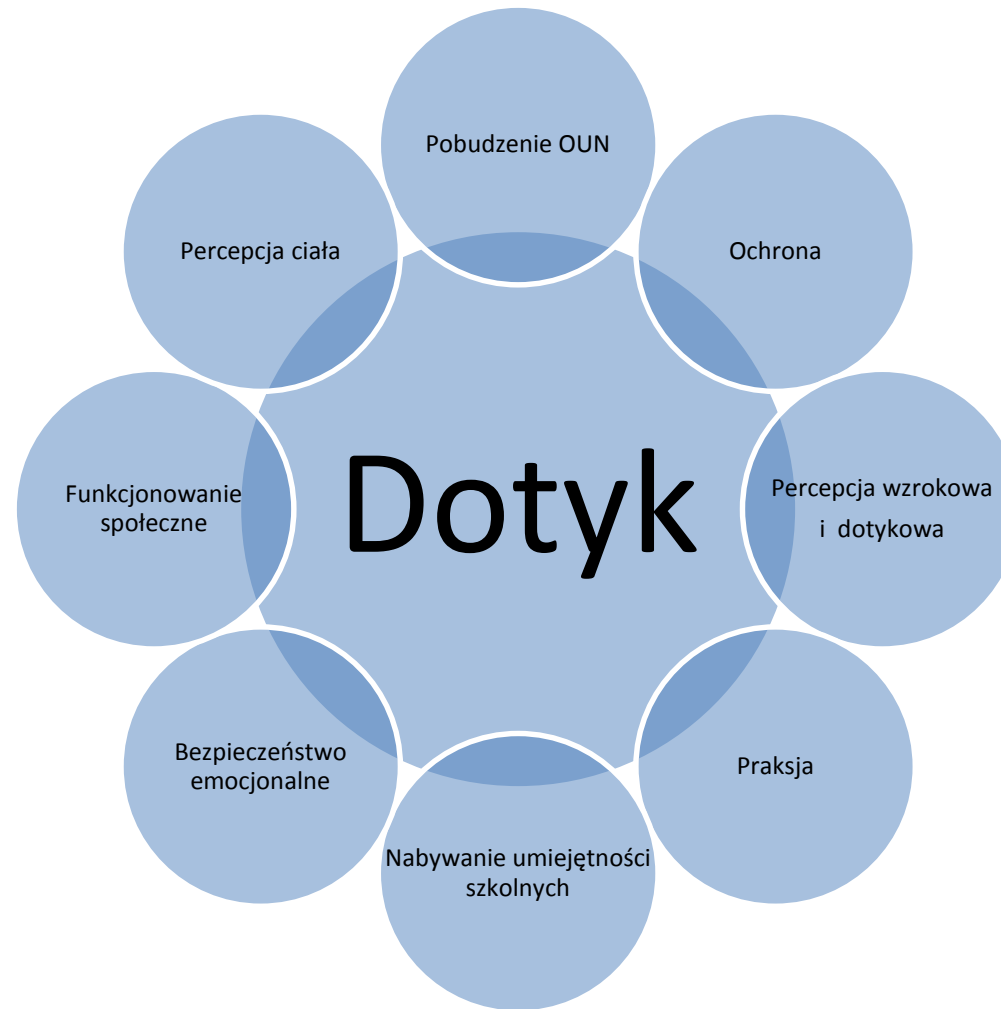 Pobudzenie OUN
Ochrona
Percepcja wzrokowa
i dotykowa
Praksja
Nabywanie umiejętności
szkolnych
Bezpieczeństwo
emocjonalne
Funkcjonowanie
społeczne
Percepcja ciała
Dotyk